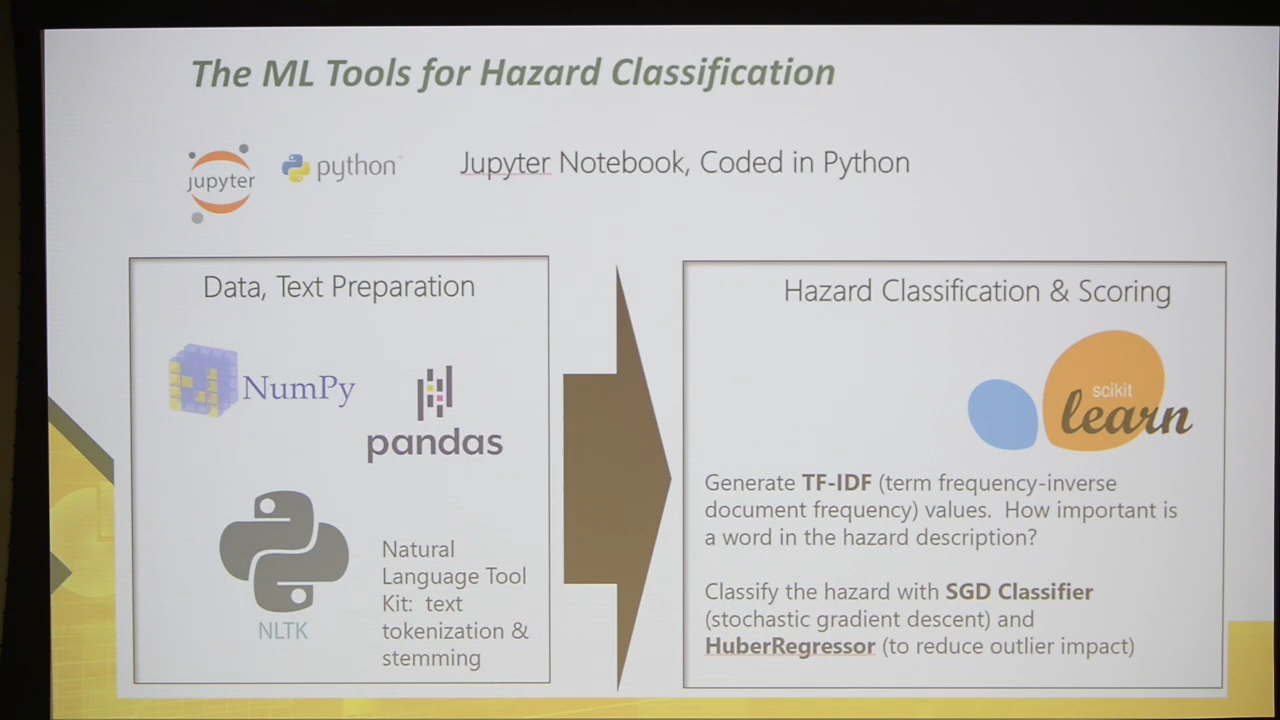 The ML Tools for Hazard Classification
jupyter
python™
Jupyter Notebook, Coded in Python
Data, Text Preparation
NumPy
pandas
NLTK
Natural
Language Tool
Kit: text
tokenization &
stemming
Hazard Classification & Scoring
scikit
learn
Generate TF-IDF (term frequency-inverse
document frequency) values. How important is
a word in the hazard description?
Classify the hazard with SGD Classifier
(stochastic gradient descent) and
HuberRegressor (to reduce outlier impact)